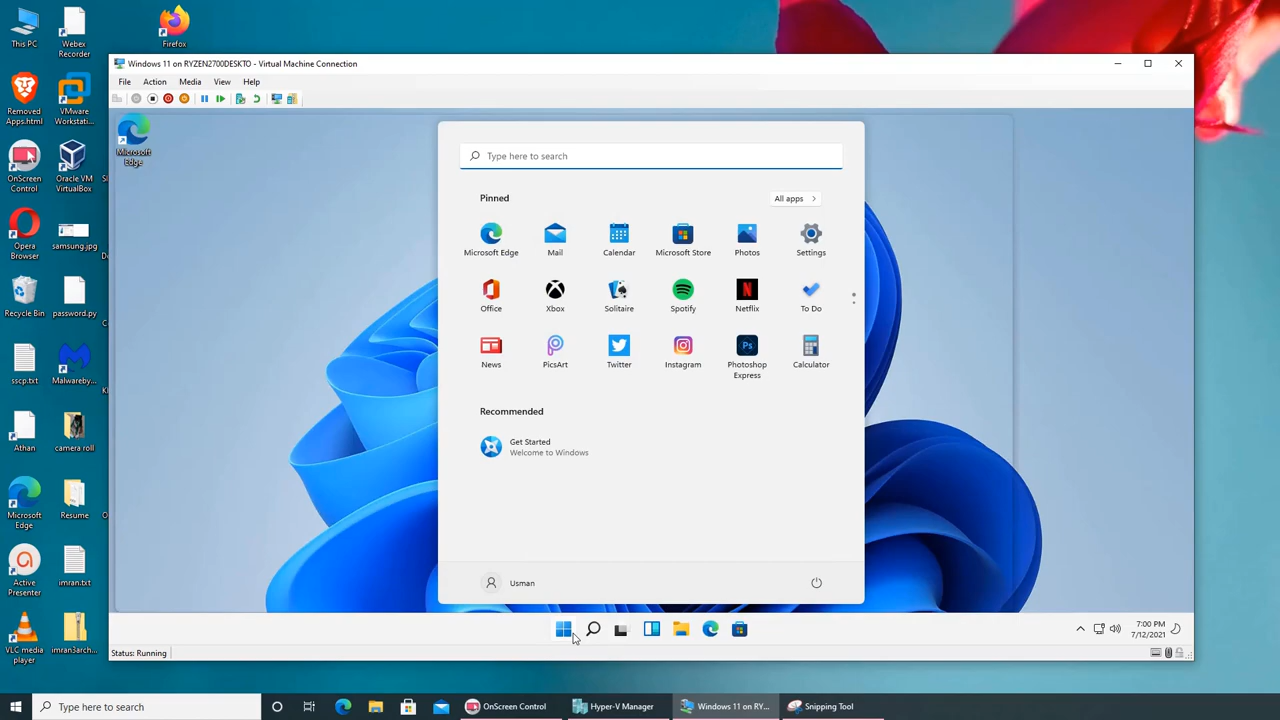 This PC
Webex
Recorder
Firefox
Windows 11 on RYZEN2700DESKTO - Virtual Machine Connection
File Action Media View Help
Removed
Apps.html
VMware
Workstati...
Microsoft
Edge
Type here to search
OnScreen
Control
Oracle VM
VirtualBox
Pinned
All apps
Microsoft Edge Mail Calendar Microsoft Store Photos Settings
Opera
Browser
samsung.jpg
Office Xbox Solitaire Spotify Netflix To Do
Recycle Bin
password.py
News PicsArt Twitter Instagram Photoshop
Express
Calculator
sscp.txt
Malwareby...
Recommended
Get Started
Welcome to Windows
Athan
camera roll
Microsoft
Edge
Resume
Active
Presenter
imran.txt
Usman
VLC media
player
imran3arch...
7:00 PM
7/12/2021
Status: Running
Type here to search
OnScreen Control
Hyper-V Manager
Windows 11 on RY...
Snipping Tool